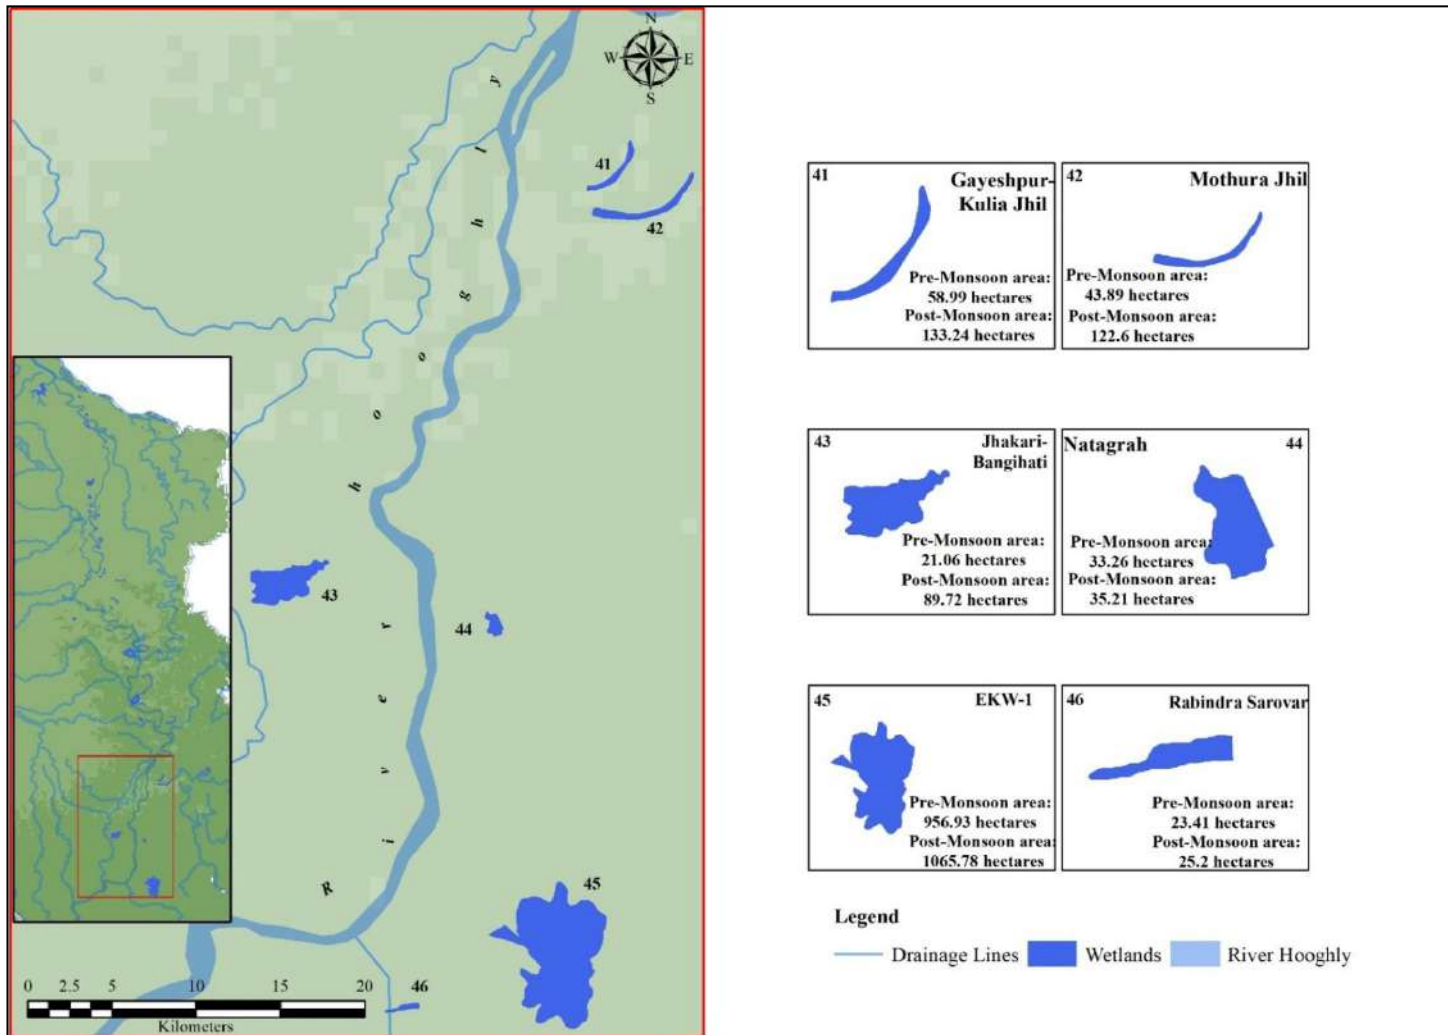 N
W E
S
41
42
y
l
h
g
o
o
H
r
e
v
i
R
43
44
45
46
0 2.5 5 10 15 20
Kilometers
41
Gayeshpur-
Kulia Jhil
Pre-Monsoon area:
58.99 hectares
Post-Monsoon area:
133.24 hectares
42
Mothura Jhil
Pre-Monsoon area:
43.89 hectares
Post-Monsoon area:
122.6 hectares
43
Jhakari-
Bangihati
Pre-Monsoon area:
21.06 hectares
Post-Monsoon area:
89.72 hectares
Natagrah
44
Pre-Monsoon area:
33.26 hectares
Post-Monsoon area:
35.21 hectares
45
EKW-1
Pre-Monsoon area:
956.93 hectares
Post-Monsoon area:
1065.78 hectares
46
Rabindra Sarovar
Pre-Monsoon area:
23.41 hectares
Post-Monsoon area:
25.2 hectares
Legend
Drainage Lines Wetlands River Hooghly